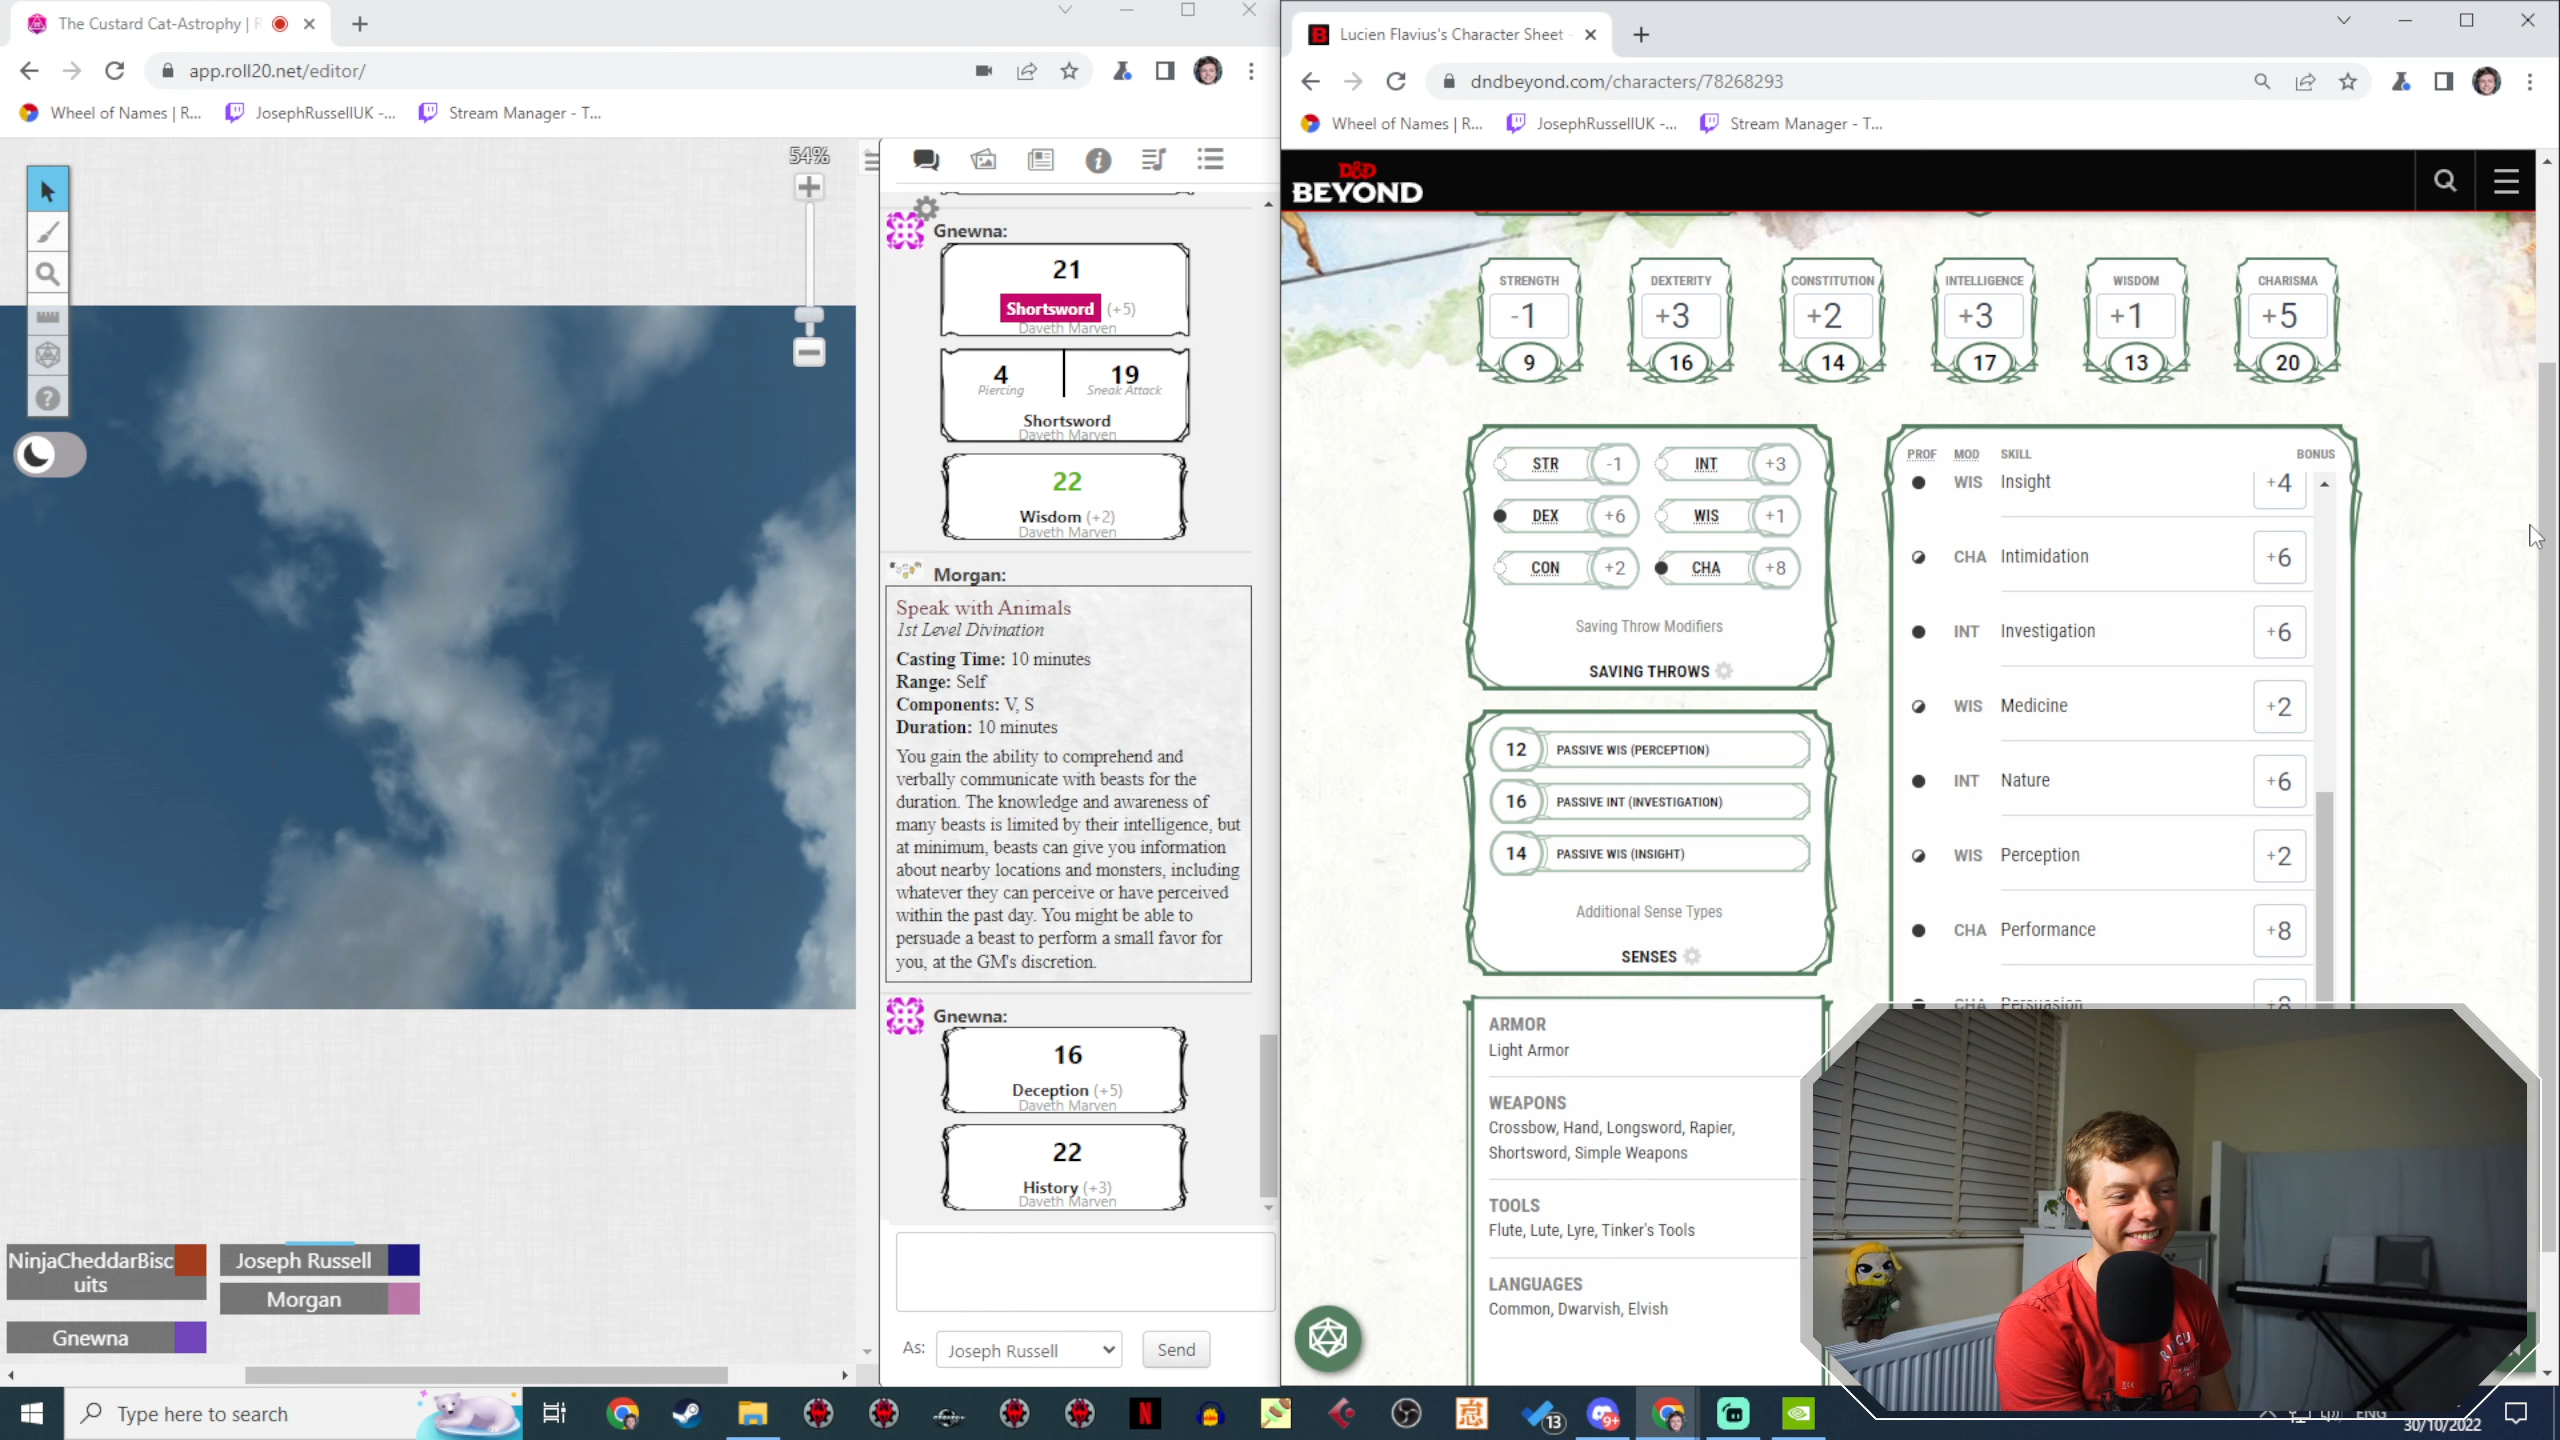 The Custard Cat-Astrophy | R
app.roll20.net/editor/
Wheel of Names | R...
JosephRussellUK -...
Stream Manager - T...
54%
Gnewna:
21
Shortsword (+5)
Daveth Marven
4
19
Piercing
Sneak Attack
Shortsword
Daveth Marven
22
Wisdom (+2)
Daveth Marven
Morgan:
Speak with Animals
1st Level Divination
Casting Time: 10 minutes
Range: Self
Components: V, S
Duration: 10 minutes
You gain the ability to comprehend and
verbally communicate with beasts for the
duration. The knowledge and awareness of
many beasts is limited by their intelligence, but
at minimum, beasts can give you information
about nearby locations and monsters, including
whatever they can perceive or have perceived
within the past day. You might be able to
persuade a beast to perform a small favor for
you, at the GM's discretion.
Gnewna:
16
Deception (+5)
Daveth Marven
22
History (+3)
Daveth Marven
As:
Joseph Russell
Send
NinjaCheddarBisc
uits
Joseph Russell
Morgan
Gnewna
Lucien Flavius's Character Sheet -
dndbeyond.com/characters/78268293
Wheel of Names | R...
JosephRussellUK -...
Stream Manager - T...
D&D
BEYOND
STRENGTH
-1
9
DEXTERITY
+3
16
CONSTITUTION
+2
14
INTELLIGENCE
+3
17
WISDOM
+1
13
CHARISMA
+5
20
STR -1
INT +3
DEX +6
WIS +1
CON +2
CHA +8
Saving Throw Modifiers
SAVING THROWS
12 PASSIVE WIS (PERCEPTION)
16 PASSIVE INT (INVESTIGATION)
14 PASSIVE WIS (INSIGHT)
Additional Sense Types
SENSES
ARMOR
Light Armor
WEAPONS
Crossbow, Hand, Longsword, Rapier,
Shortsword, Simple Weapons
TOOLS
Flute, Lute, Lyre, Tinker's Tools
LANGUAGES
Common, Dwarvish, Elvish
PROF MOD SKILL BONUS
WIS Insight +4
CHA Intimidation +6
INT Investigation +6
WIS Medicine +2
INT Nature +6
WIS Perception +2
CHA Performance +8
CHA Persuasion +8
Type here to search
13
9+
ENG
30/10/2022